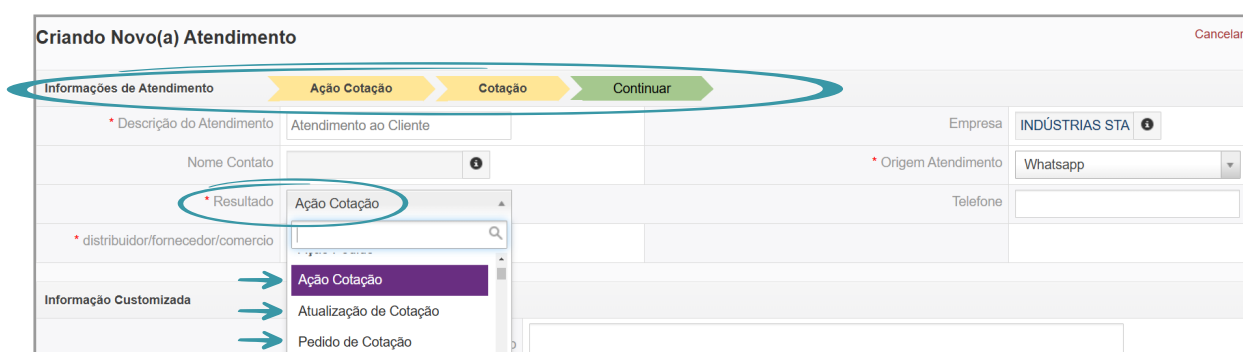 Criando Novo(a) Atendimento
Cancelar
Informações de Atendimento Ação Cotação Cotação Continuar
* Descrição do Atendimento Atendimento ao Cliente Empresa INDÚSTRIAS STA
Nome Contato * Origem Atendimento Whatsapp
* Resultado Ação Cotação Telefone
* distribuidor/fornecedor/comercio
Ação Cotação
Informação Customizada
Atualização de Cotação
Pedido de Cotação